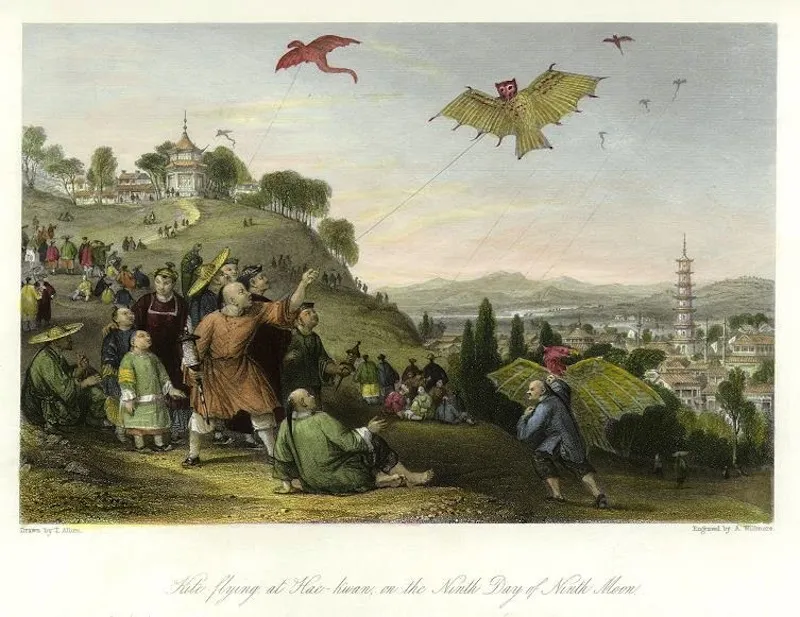 Drawn by T. Allom.
Engraved by A. Willmore.
Kite flying at Hae-kwan, on the Ninth Day of Ninth Moon.